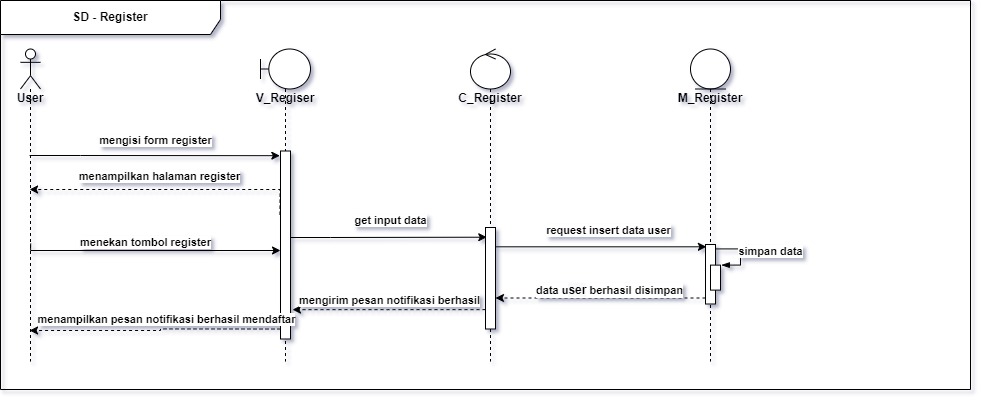 SD - Register
User
V_Regiser
C_Register
M_Register
mengisi form register
menampilkan halaman register
get input data
request insert data user
menekan tombol register
simpan data
data user berhasil disimpan
mengirim pesan notifikasi berhasil
menampilkan pesan notifikasi berhasil mendaftar